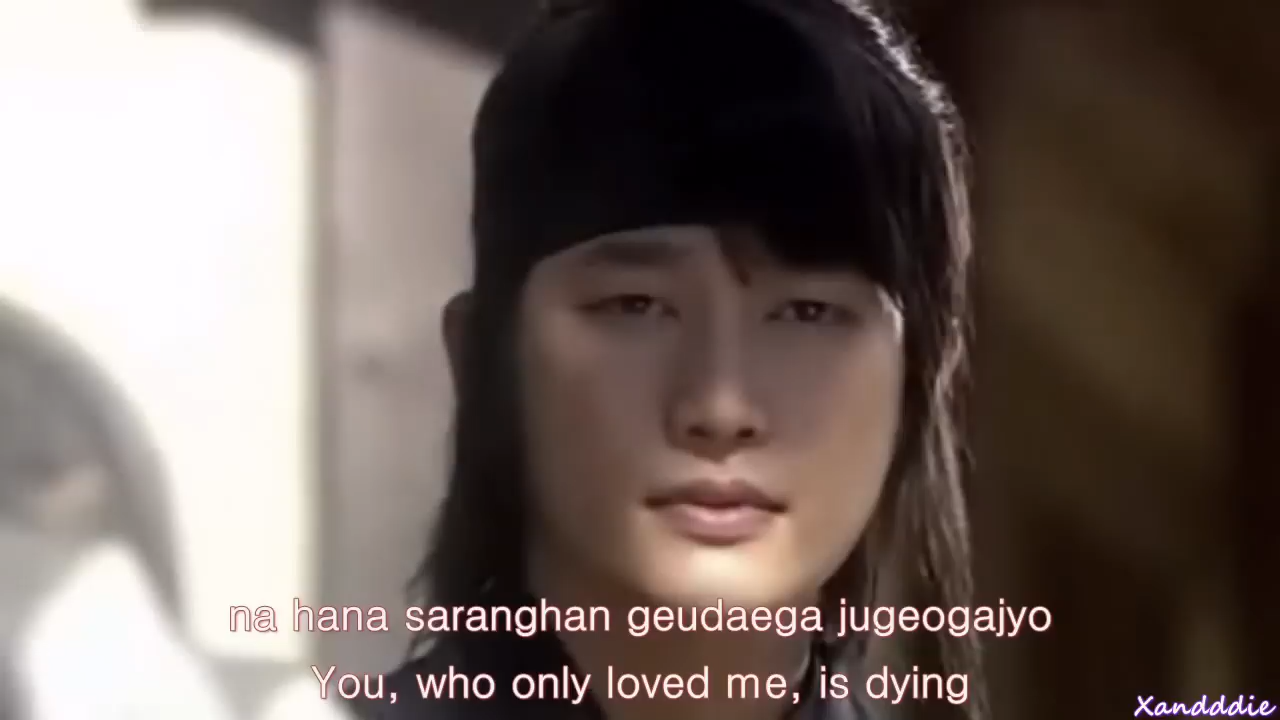 na hana saranghan geudaega jugeogajyo
You, who only loved me, is dying
Xandddie